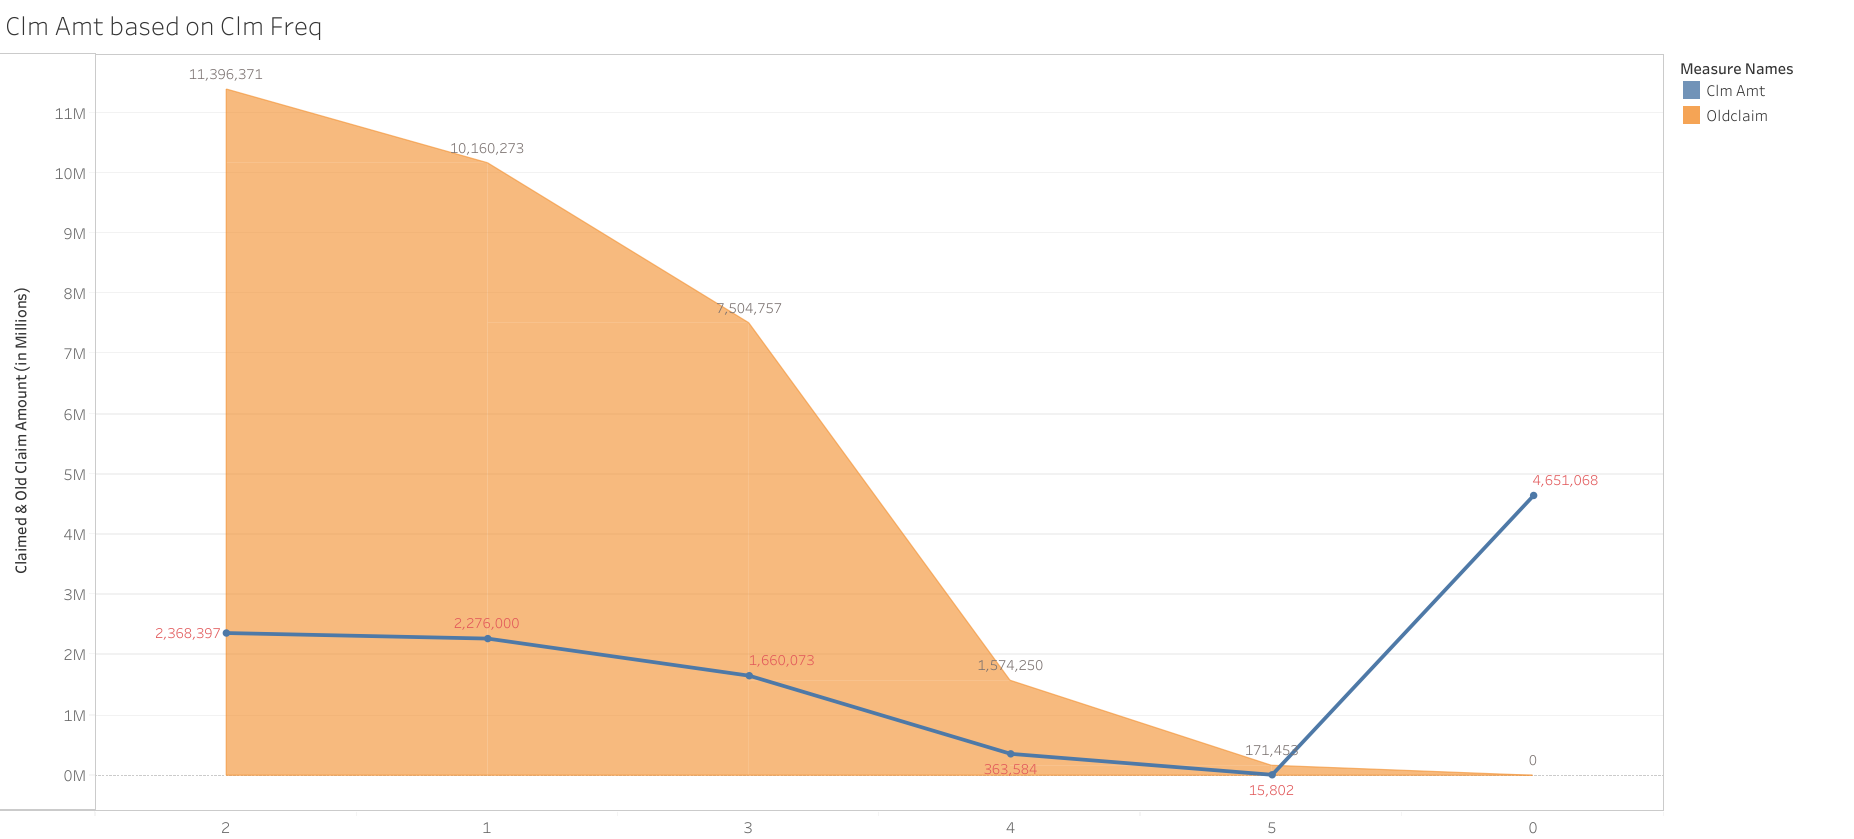 Clm Amt based on Clm Freq
Measure Names
Clm Amt
Oldclaim
Claimed & Old Claim Amount (in Millions)
11M
10M
9M
8M
7M
6M
5M
4M
3M
2M
1M
0M
11,396,371
10,160,273
7,504,757
1,574,250
171,453
0
2,368,397
2,276,000
1,660,073
363,584
15,802
4,651,068
2
1
3
4
5
0